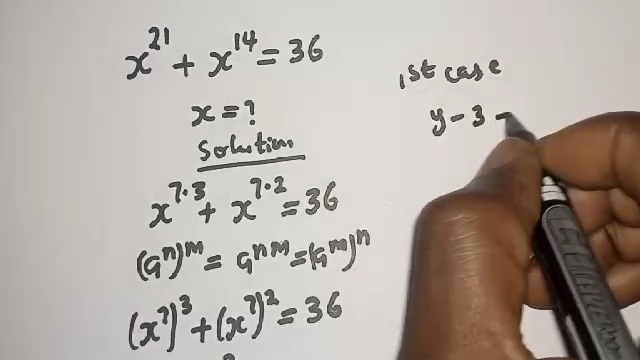 x^21 + x^14 = 36
x = ?
Solution
x^7·3 + x^7·2 = 36
(a^n)^m = a^nm = (a^m)^n
(x^7)^3 + (x^7)^2 = 36
1st case
y - 3 -